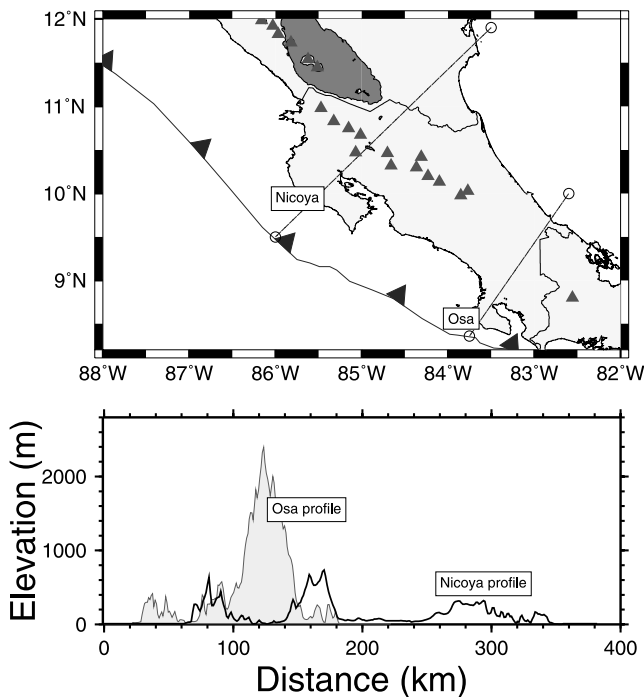 12˚N
11˚N
10˚N
9˚N
Nicoya
Osa
88˚W 87˚W 86˚W 85˚W 84˚W 83˚W 82˚W
Elevation (m)
2000
1000
0
Osa profile
Nicoya profile
0 100 200 300 400
Distance (km)